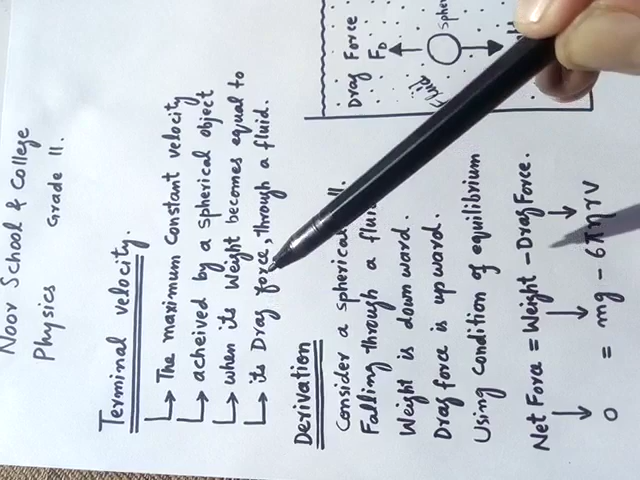 Noor School & College
Physics Grade 11.
Terminal velocity.
The maximum constant velocity
acheived by a spherical object
when its Weight becomes equal to
its Drag force, through a fluid.
Derivation
Consider a spherical
Falling through a fluid
Weight is downward.
Drag force is upward.
Using Condition of equilibrium
Net Force = Weight - Drag Force.
0 = mg - 6πηrv
Drag Force
F_D
Fluid